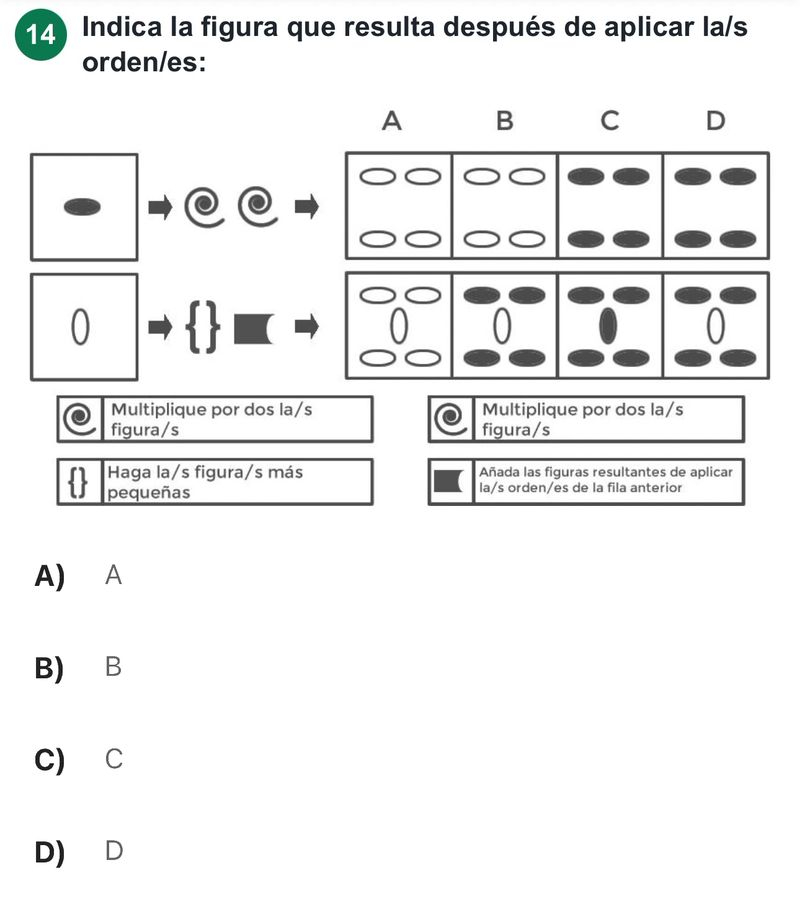 14 Indica la figura que resulta después de aplicar la/s
orden/es:
A B C D
Multiplique por dos la/s
figura/s
Multiplique por dos la/s
figura/s
{} Haga la/s figura/s más
pequeñas
Añada las figuras resultantes de aplicar
la/s orden/es de la fila anterior
A) A
B) B
C) C
D) D